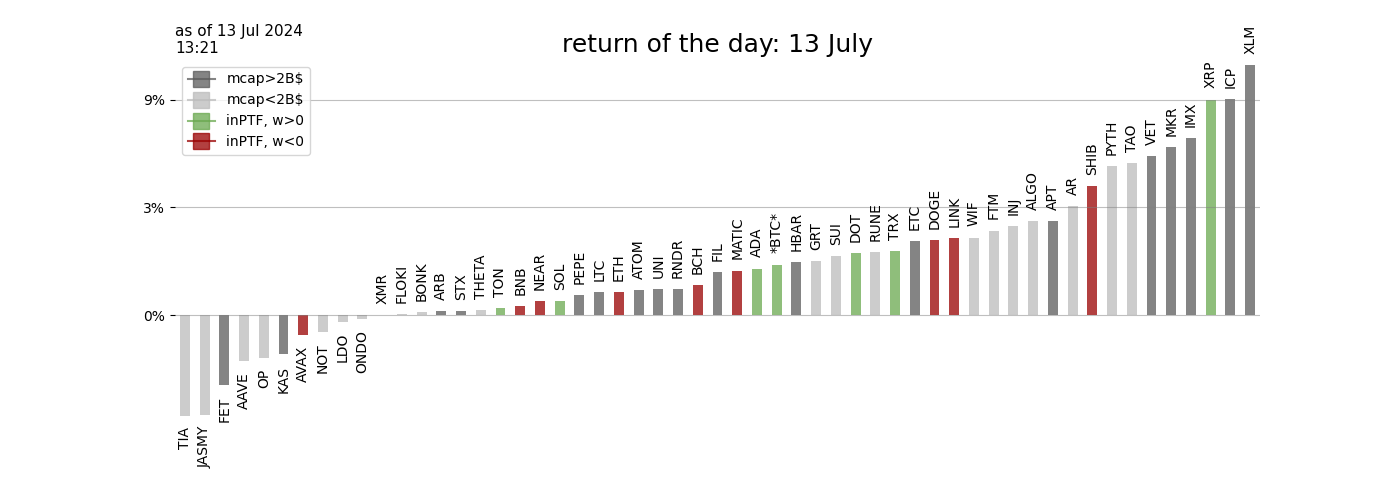 as of 13 Jul 2024
13:21
return of the day: 13 July
mcap>2B$
mcap<2B$
inPTF, w>0
inPTF, w<0
9%
3%
0%
TIA
JASMY
FET
AAVE
OP
KAS
AVAX
NOT
LDO
ONDO
XMR
FLOKI
BONK
ARB
STX
THETA
TON
BNB
NEAR
SOL
PEPE
LTC
ETH
ATOM
UNI
RNDR
BCH
FIL
MATIC
ADA
*BTC*
HBAR
GRT
SUI
DOT
RUNE
TRX
ETC
DOGE
LINK
WIF
FTM
INJ
ALGO
APT
AR
SHIB
PYTH
TAO
VET
MKR
IMX
XRP
ICP
XLM